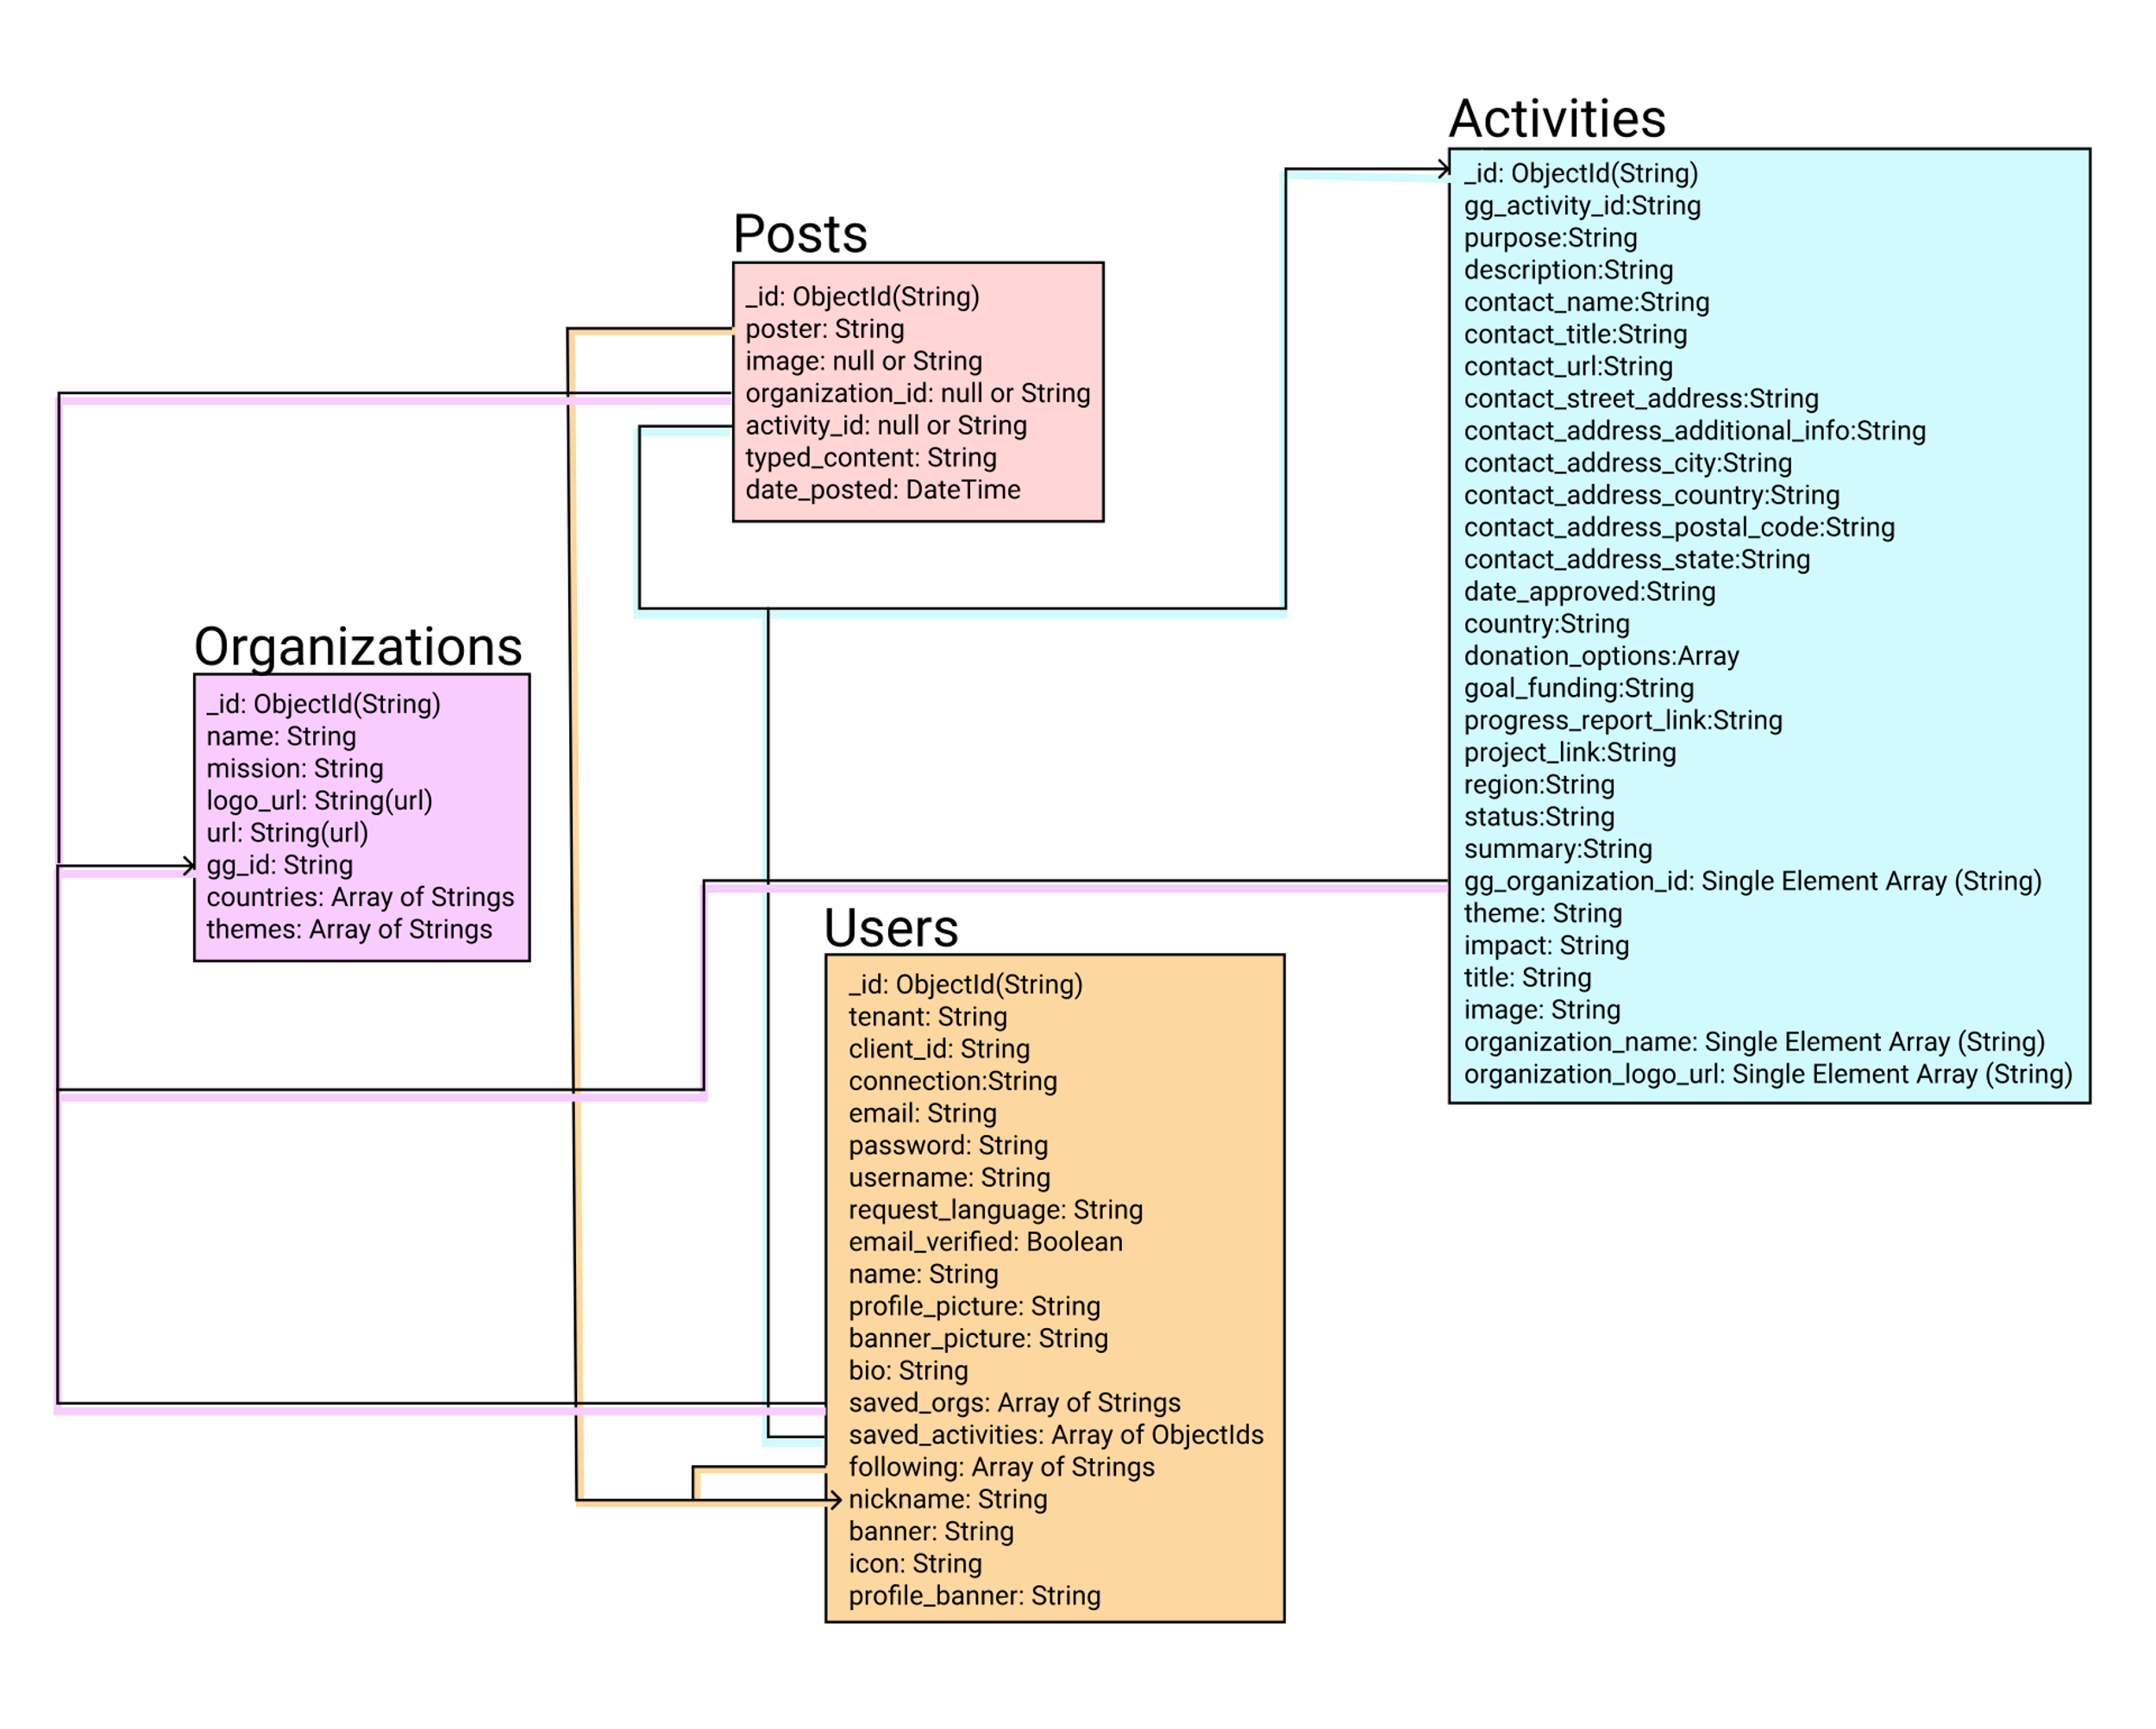 Activities
_id: ObjectId(String)
gg_activity_id:String
purpose:String
description:String
contact_name:String
contact_title:String
contact_url:String
contact_street_address:String
contact_address_additional_info:String
contact_address_city:String
contact_address_country:String
contact_address_postal_code:String
contact_address_state:String
date_approved:String
country:String
donation_options:Array
goal_funding:String
progress_report_link:String
project_link:String
region:String
status:String
summary:String
gg_organization_id: Single Element Array (String)
theme: String
impact: String
title: String
image: String
organization_name: Single Element Array (String)
organization_logo_url: Single Element Array (String)
Posts
_id: ObjectId(String)
poster: String
image: null or String
organization_id: null or String
activity_id: null or String
typed_content: String
date_posted: DateTime
Organizations
_id: ObjectId(String)
name: String
mission: String
logo_url: String(url)
url: String(url)
gg_id: String
countries: Array of Strings
themes: Array of Strings
Users
_id: ObjectId(String)
tenant: String
client_id: String
connection:String
email: String
password: String
username: String
request_language: String
email_verified: Boolean
name: String
profile_picture: String
banner_picture: String
bio: String
saved_orgs: Array of Strings
saved_activities: Array of ObjectIds
following: Array of Strings
nickname: String
banner: String
icon: String
profile_banner: String